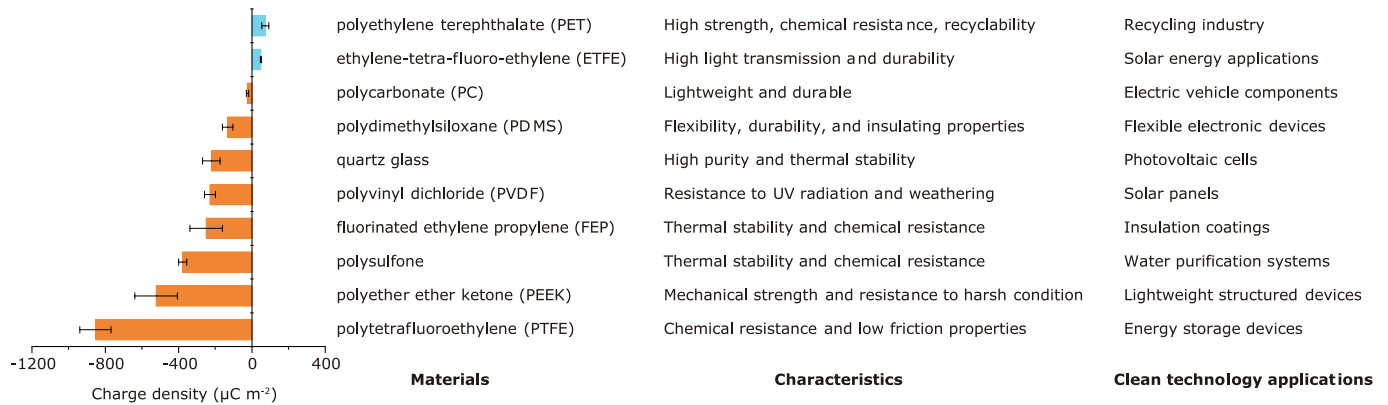 polyethylene terephthalate (PET) High strength, chemical resistance, recyclability Recycling industry
ethylene-tetra-fluoro-ethylene (ETFE) High light transmission and durability Solar energy applications
polycarbonate (PC) Lightweight and durable Electric vehicle components
polydimethylsiloxane (PDMS) Flexibility, durability, and insulating properties Flexible electronic devices
quartz glass High purity and thermal stability Photovoltaic cells
polyvinyl dichloride (PVDF) Resistance to UV radiation and weathering Solar panels
fluorinated ethylene propylene (FEP) Thermal stability and chemical resistance Insulation coatings
polysulfone Thermal stability and chemical resistance Water purification systems
polyether ether ketone (PEEK) Mechanical strength and resistance to harsh condition Lightweight structured devices
polytetrafluoroethylene (PTFE) Chemical resistance and low friction properties Energy storage devices
-1200 -800 -400 0 400
Materials Characteristics Clean technology applications
Charge density (μC m⁻²)